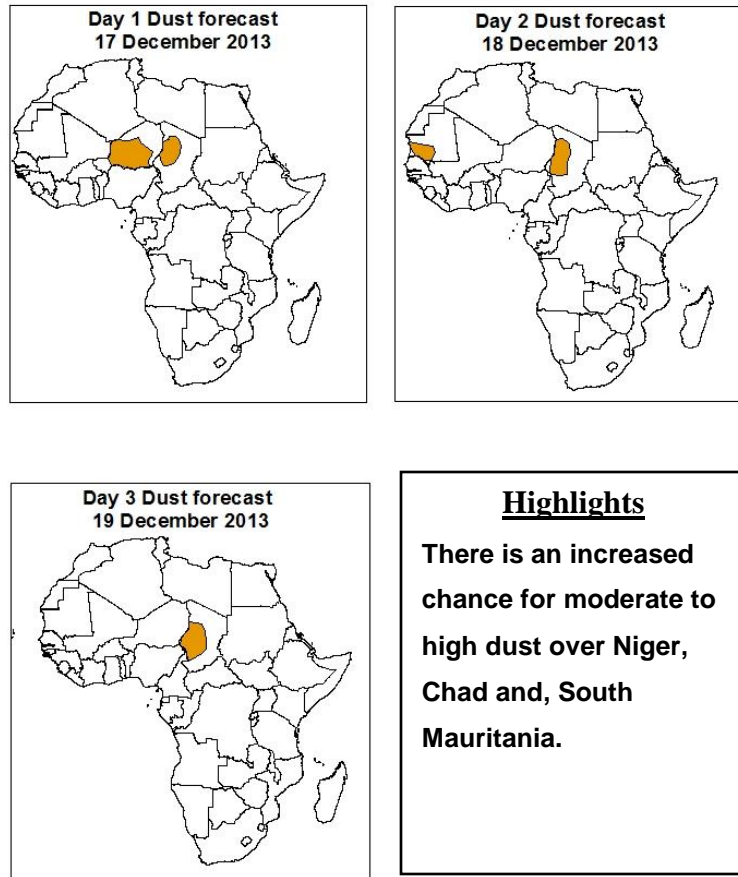 Day 1 Dust forecast
17 December 2013
Day 2 Dust forecast
18 December 2013
Day 3 Dust forecast
19 December 2013
Highlights
There is an increased
chance for moderate to
high dust over Niger,
Chad and, South
Mauritania.